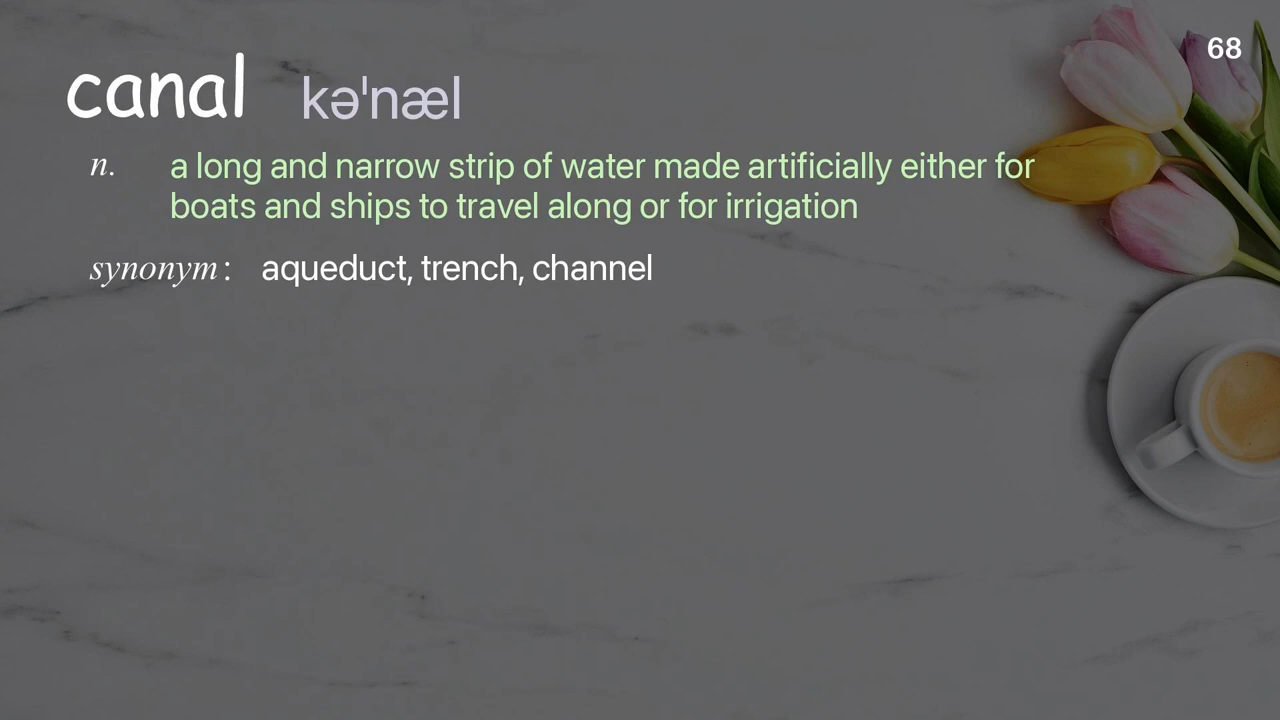 68
canal kəˈnæl
n. a long and narrow strip of water made artificially either for
boats and ships to travel along or for irrigation
synonym: aqueduct, trench, channel